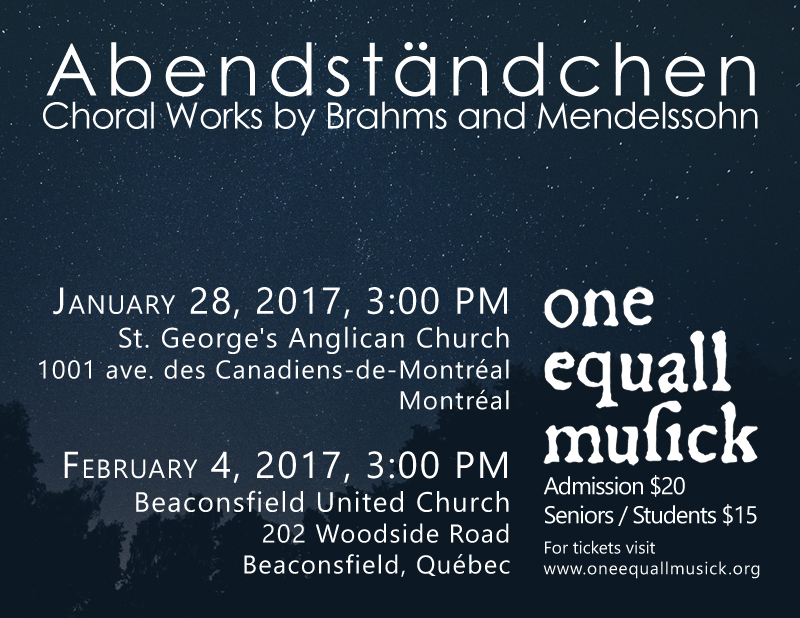 Abendständchen
Choral Works by Brahms and Mendelssohn
January 28, 2017, 3:00 PM
St. George's Anglican Church
1001 ave. des Canadiens-de-Montréal
Montréal
February 4, 2017, 3:00 PM
Beaconsfield United Church
202 Woodside Road
Beaconsfield, Québec
one
equall
muſick
Admission $20
Seniors / Students $15
For tickets visit
www.oneequallmusick.org